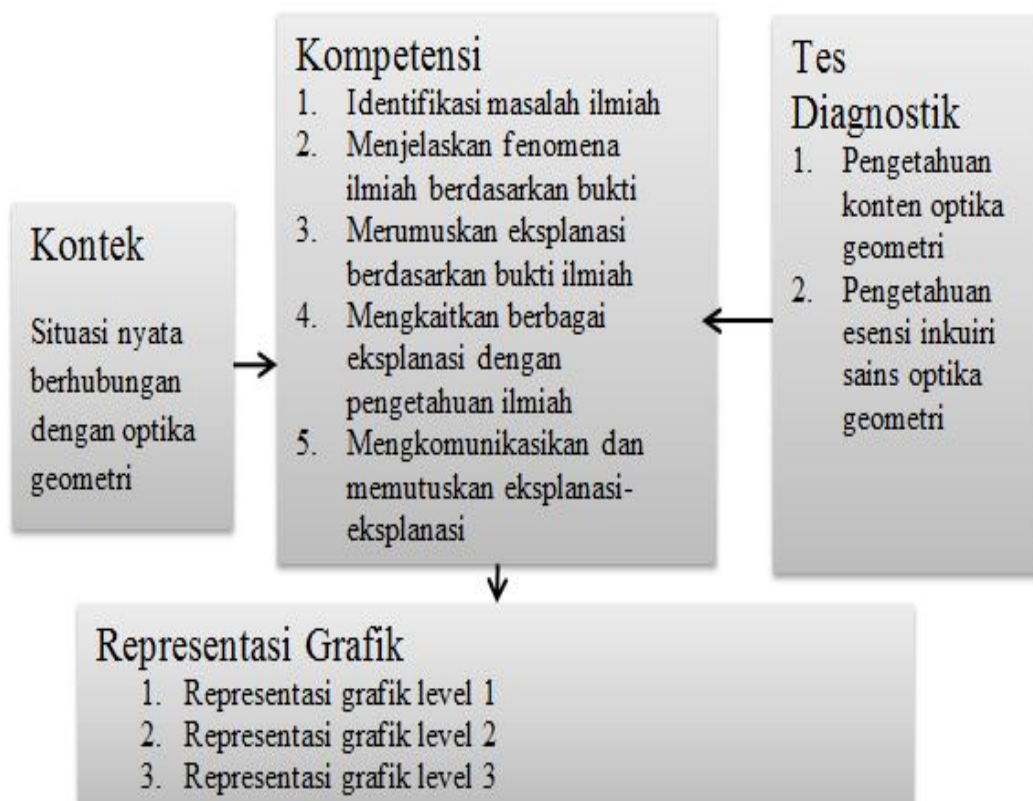 Kontek
Situasi nyata
berhubungan
dengan optika
geometri
Kompetensi
1. Identifikasi masalah ilmiah
2. Menjelaskan fenomena
ilmiah berdasarkan bukti
3. Merumuskan eksplanasi
berdasarkan bukti ilmiah
4. Mengkaitkan berbagai
eksplanasi dengan
pengetahuan ilmiah
5. Mengkomunikasikan dan
memutuskan eksplanasi-
eksplanasi
Tes
Diagnostik
1. Pengetahuan
konten optika
geometri
2. Pengetahuan
esensi inkuiri
sains optika
geometri
Representasi Grafik
1. Representasi grafik level 1
2. Representasi grafik level 2
3. Representasi grafik level 3